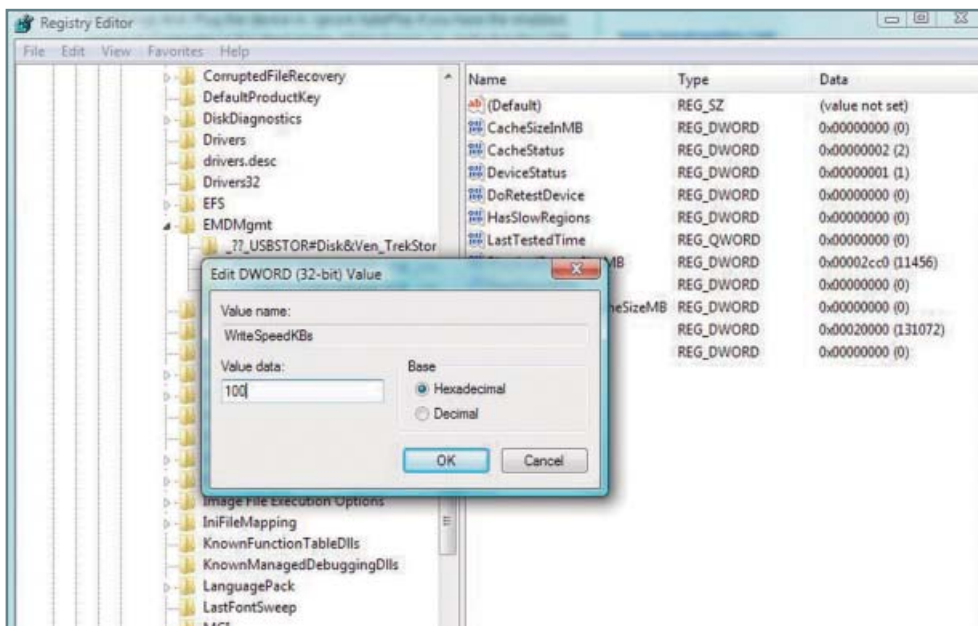 Registry Editor
File Edit View Favorites Help
CorruptedFileRecovery
DefaultProductKey
DiskDiagnostics
Drivers
drivers.desc
Drivers32
EFS
EMDMgmt
_??_USBSTOR#Disk&Ven_TrekStor
Image File Execution Options
IniFileMapping
KnownFunctionTableDlls
KnownManagedDebuggingDlls
LanguagePack
LastFontSweep
Name Type Data
(Default) REG_SZ (value not set)
CacheSizeInMB REG_DWORD 0x00000000 (0)
CacheStatus REG_DWORD 0x00000002 (2)
DeviceStatus REG_DWORD 0x00000001 (1)
DoRetestDevice REG_DWORD 0x00000000 (0)
HasSlowRegions REG_DWORD 0x00000000 (0)
LastTestedTime REG_QWORD 0x00000000 (0)
MB REG_DWORD 0x00002cc0 (11456)
REG_DWORD 0x00000000 (0)
heSizeMB REG_DWORD 0x00000000 (0)
REG_DWORD 0x00020000 (131072)
REG_DWORD 0x00000000 (0)
Edit DWORD (32-bit) Value
Value name:
WriteSpeedKBs
Value data:
100
Base
Hexadecimal
Decimal
OK Cancel